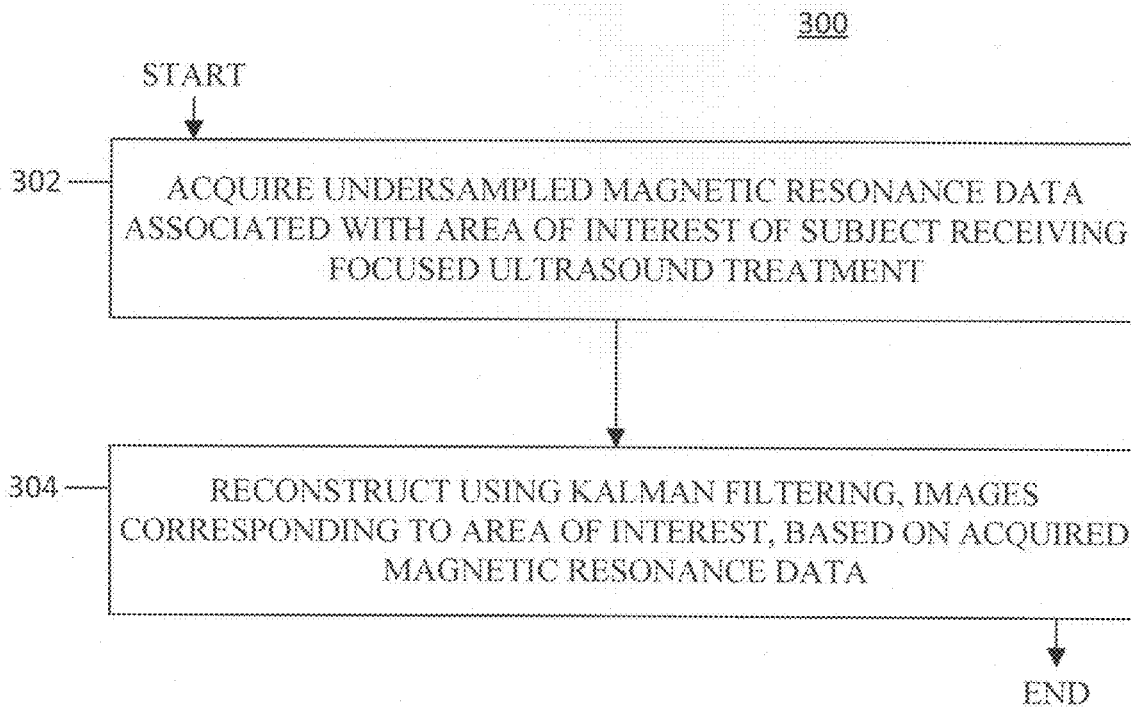 300
START
302
ACQUIRE UNDERSAMPLED MAGNETIC RESONANCE DATA
ASSOCIATED WITH AREA OF INTEREST OF SUBJECT RECEIVING
FOCUSED ULTRASOUND TREATMENT
304
RECONSTRUCT USING KALMAN FILTERING, IMAGES
CORRESPONDING TO AREA OF INTEREST, BASED ON ACQUIRED
MAGNETIC RESONANCE DATA
END